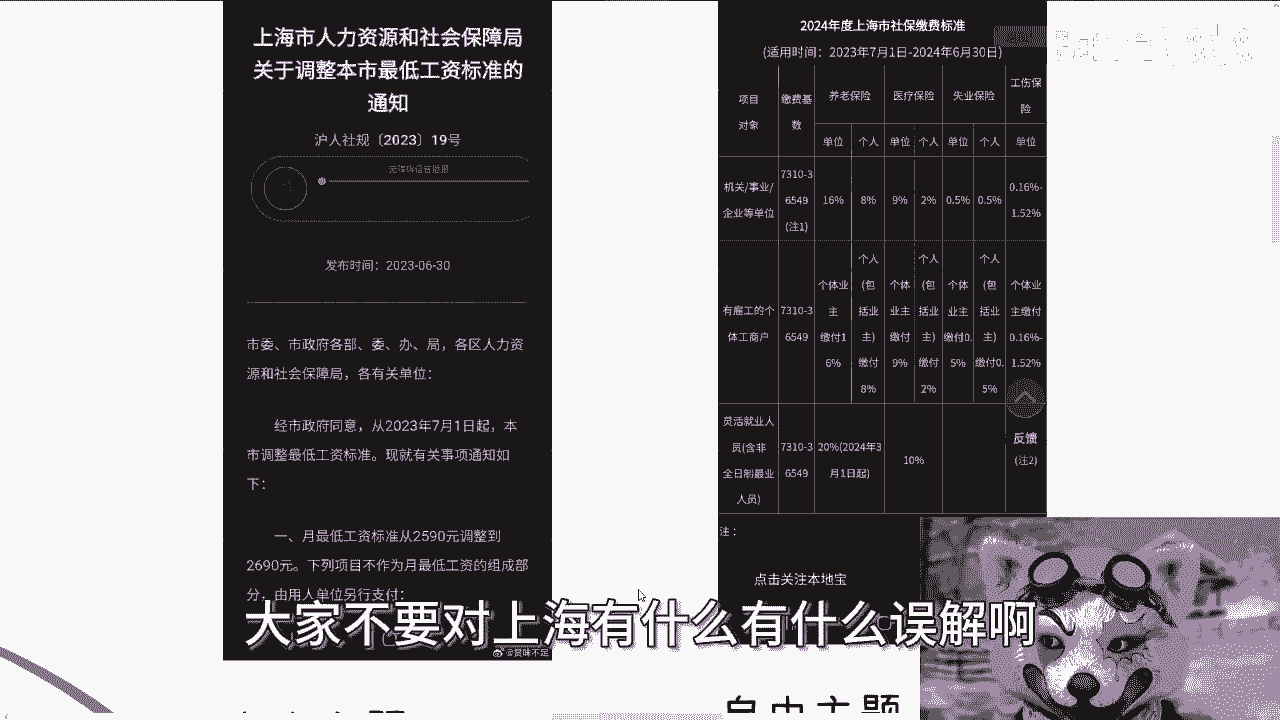 上海市人力资源和社会保障局
关于调整本市最低工资标准的
通知
沪人社规〔2023〕19号
发布时间：2023-06-30
市委、市政府各部、委、办、局，各区人力资
源和社会保障局，各有关单位：
经市政府同意，从2023年7月1日起，本
市调整最低工资标准。现就有关事项通知如
下：
一、月最低工资标准从2590元调整到
2690元。下列项目不作为月最低工资的组成部
分，由用人单位另行支付：
2024年度上海市社保缴费标准
(适用时间：2023年7月1日-2024年6月30日)
项目
对象
缴费基
数
养老保险
医疗保险
失业保险
工伤保
险
单位 个人 单位 个人 单位 个人 单位
机关/事业/
企业等单位
7310-3
6549
(注1)
16% 8% 9% 2% 0.5% 0.5%
0.16%-
1.52%
有雇工的个
体工商户
7310-3
6549
个体业
主
缴付1
6%
个人
(包
括业
主)
缴付
8%
个体
业主
缴付
9%
个人
(包
括业
主)
缴付
2%
个体
业主
缴付0.
5%
个人
(包
括业
主)
缴付0.
5%
个体业
主缴付
0.16%-
1.52%
灵活就业人
员(含非
全日制就业
人员)
7310-3
6549
20%(2024年3
月1日起)
10%
反馈
(注2)
注：
点击关注本地宝
大家不要对上海有什么有什么误解啊
@赏味不足
自由主题